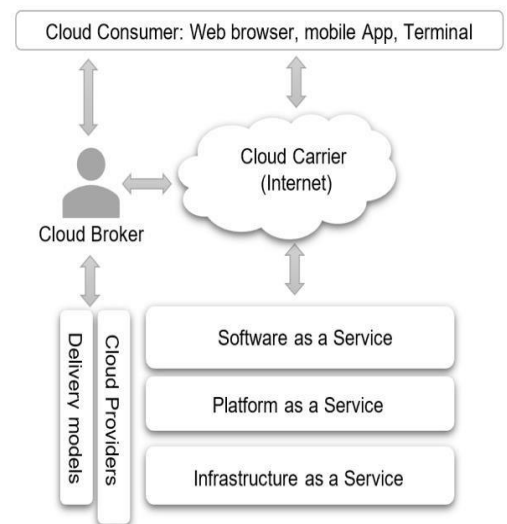 Cloud Consumer: Web browser, mobile App, Terminal
Cloud Carrier
(Internet)
Cloud Broker
Delivery models
Cloud Providers
Software as a Service
Platform as a Service
Infrastructure as a Service